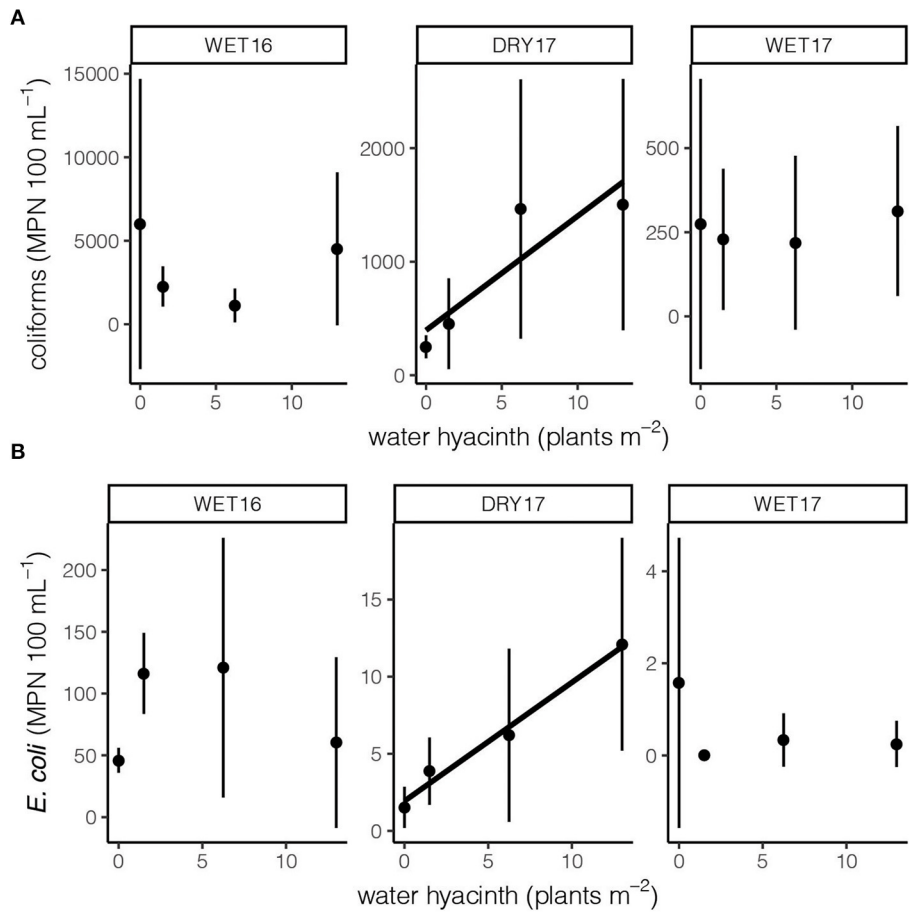 A
WET16 DRY17 WET17
coliforms (MPN 100 mL⁻¹)
15000
10000
5000
0
2000
1000
0
500
250
0
0 5 10 0 5 10 0 5 10
water hyacinth (plants m⁻²)
B
WET16 DRY17 WET17
E. coli (MPN 100 mL⁻¹)
200
150
100
50
0
15
10
5
0
4
2
0
0 5 10 0 5 10 0 5 10
water hyacinth (plants m⁻²)